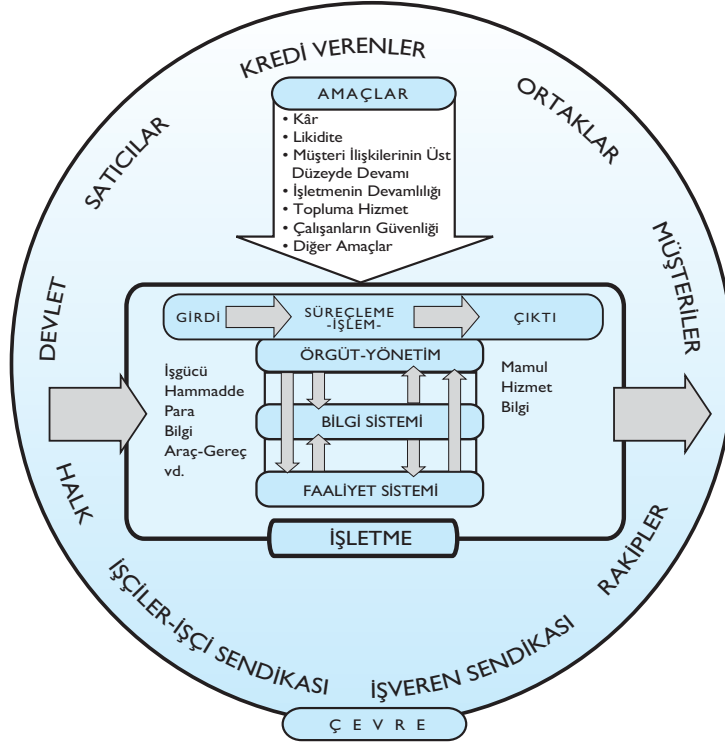 KREDİ VERENLER
ORTAKLAR
SATICILAR
MÜŞTERİLER
DEVLET
HALK
RAKİPLER
İŞÇİLER-İŞÇİ SENDİKASI
İŞVEREN SENDİKASI
AMAÇLAR
• Kâr
• Likidite
• Müşteri İlişkilerinin Üst
Düzeyde Devamı
• İşletmenin Devamlılığı
• Topluma Hizmet
• Çalışanların Güvenliği
• Diğer Amaçlar
GİRDİ
SÜREÇLEME
-İŞLEM-
ÇIKTI
ÖRGÜT-YÖNETİM
İşgücü
Hammadde
Para
Bilgi
Araç-Gereç
vd.
Mamul
Hizmet
Bilgi
BİLGİ SİSTEMİ
FAALİYET SİSTEMİ
İŞLETME
ÇEVRE